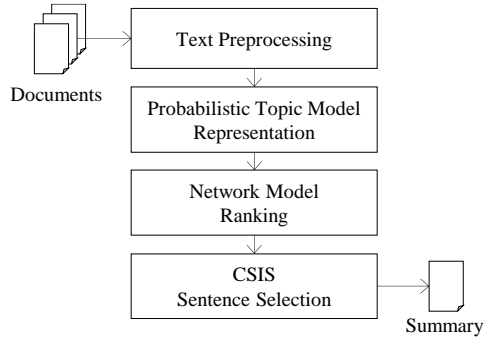 Text Preprocessing
Documents
Probabilistic Topic Model
Representation
Network Model
Ranking
CSIS
Sentence Selection
Summary